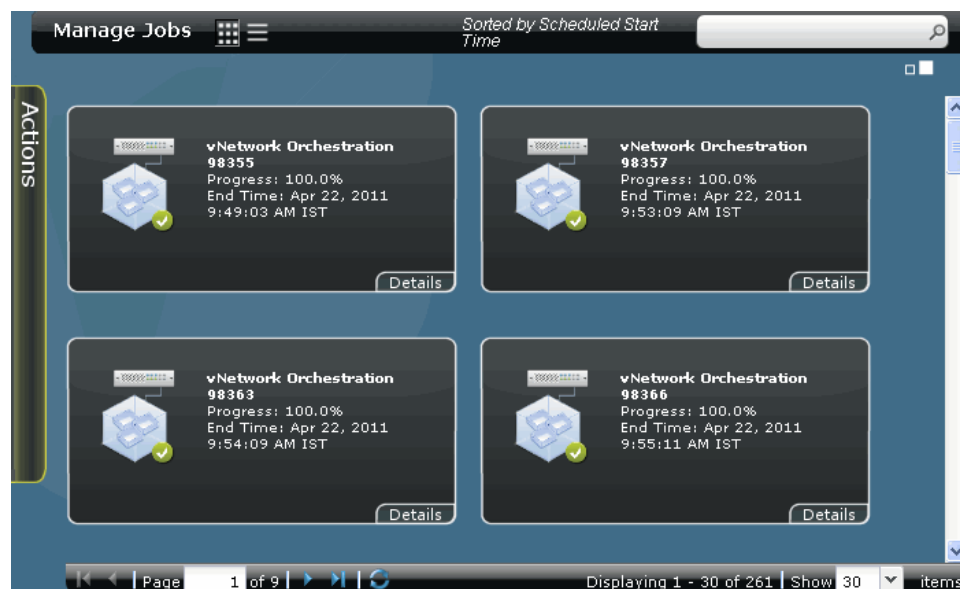 Manage Jobs
Sorted by Scheduled Start
Time
Actions
vNetwork Orchestration
98355
Progress: 100.0%
End Time: Apr 22, 2011
9:49:03 AM IST
Details
vNetwork Orchestration
98357
Progress: 100.0%
End Time: Apr 22, 2011
9:53:09 AM IST
Details
vNetwork Orchestration
98363
Progress: 100.0%
End Time: Apr 22, 2011
9:54:09 AM IST
Details
vNetwork Orchestration
98366
Progress: 100.0%
End Time: Apr 22, 2011
9:55:11 AM IST
Details
Page 1 of 9 Displaying 1 - 30 of 261 Show 30 items